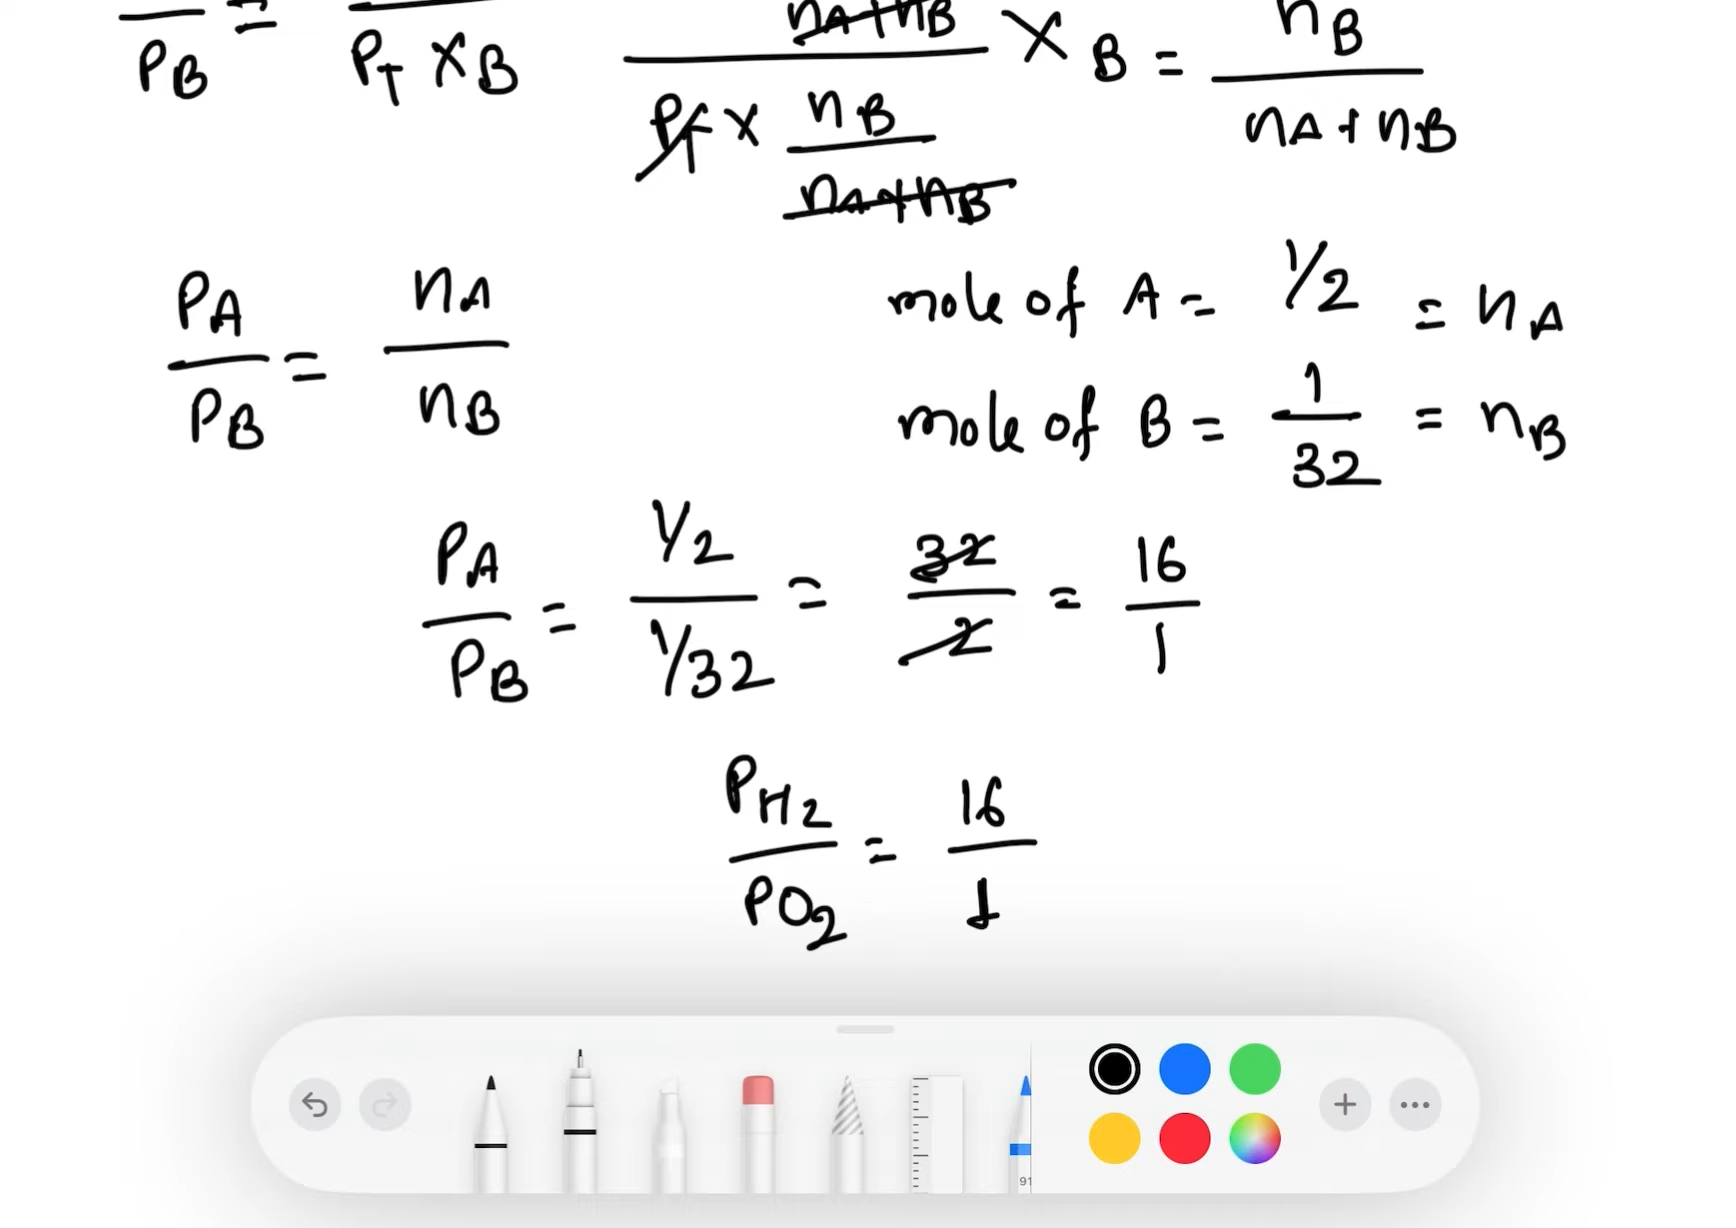 PB = PT XB nA+nB XB = nB
PT x nB nA+nB
nA+nB
PA/PB = nA/nB
mole of A = 1/2 = nA
mole of B = 1/32 = nB
PA/PB = 1/2 / 1/32 = 32/2 = 16/1
PH2/PO2 = 16/1
91